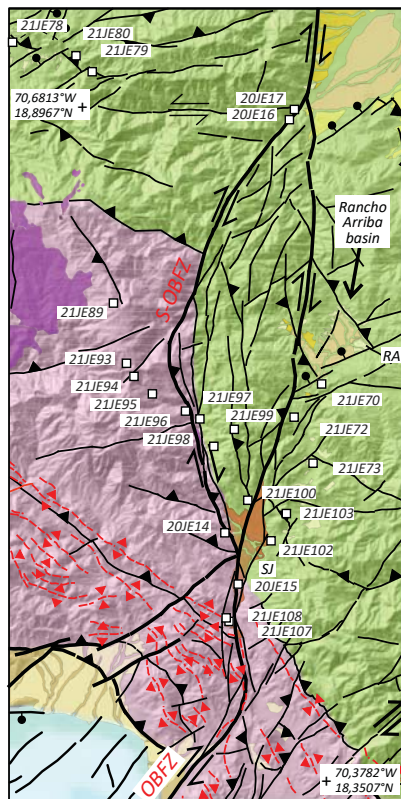 21JE78
21JE80
21JE79
70,6813°W
18,8967°N +
20JE17
20JE16
Rancho
Arriba
basin
S-OBFZ
21JE89
RA
21JE93
21JE94
21JE95
21JE96
21JE97
21JE98
21JE99
21JE70
21JE72
21JE73
21JE100
21JE103
20JE14
21JE102
SJ
20JE15
21JE108
21JE107
OBFZ
+ 70,3782°W
18,3507°N